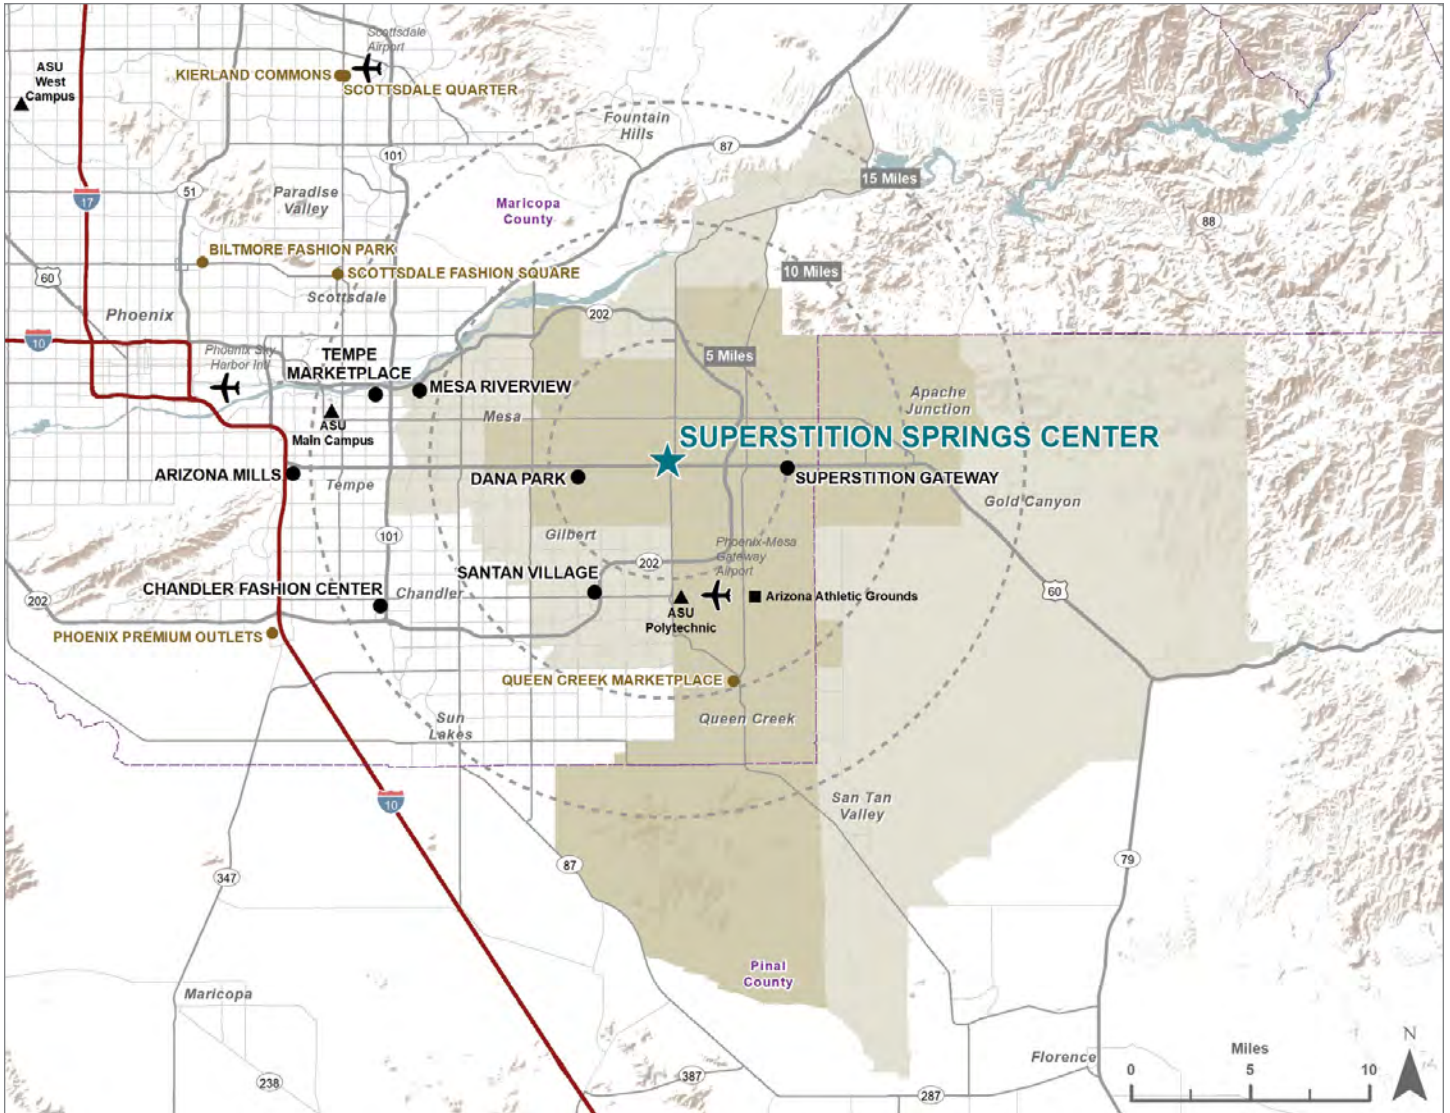 Scottsdale
Airport
ASU
West
Campus
KIERLAND COMMONS
SCOTTSDALE QUARTER
Fountain
Hills
87
101
15 Miles
51
Paradise
Valley
17
Maricopa
County
88
BILTMORE FASHION PARK
SCOTTSDALE FASHION SQUARE
10 Miles
60
Scottsdale
Phoenix
202
10
Phoenix Sky
Harbor Intl
TEMPE
MARKETPLACE
5 Miles
MESA RIVERVIEW
Apache
Junction
ASU
Main Campus
Mesa
SUPERSTITION SPRINGS CENTER
ARIZONA MILLS
Tempe
DANA PARK
SUPERSTITION GATEWAY
Gold Canyon
101
Gilbert
Phoenix-Mesa
Gateway
Airport
202
SANTAN VILLAGE
CHANDLER FASHION CENTER
Chandler
202
60
ASU
Polytechnic
Arizona Athletic Grounds
PHOENIX PREMIUM OUTLETS
QUEEN CREEK MARKETPLACE
Sun
Lakes
Queen Creek
10
San Tan
Valley
87
79
347
Pinal
County
Maricopa
N
Miles
0 5 10
Florence
387
238
287